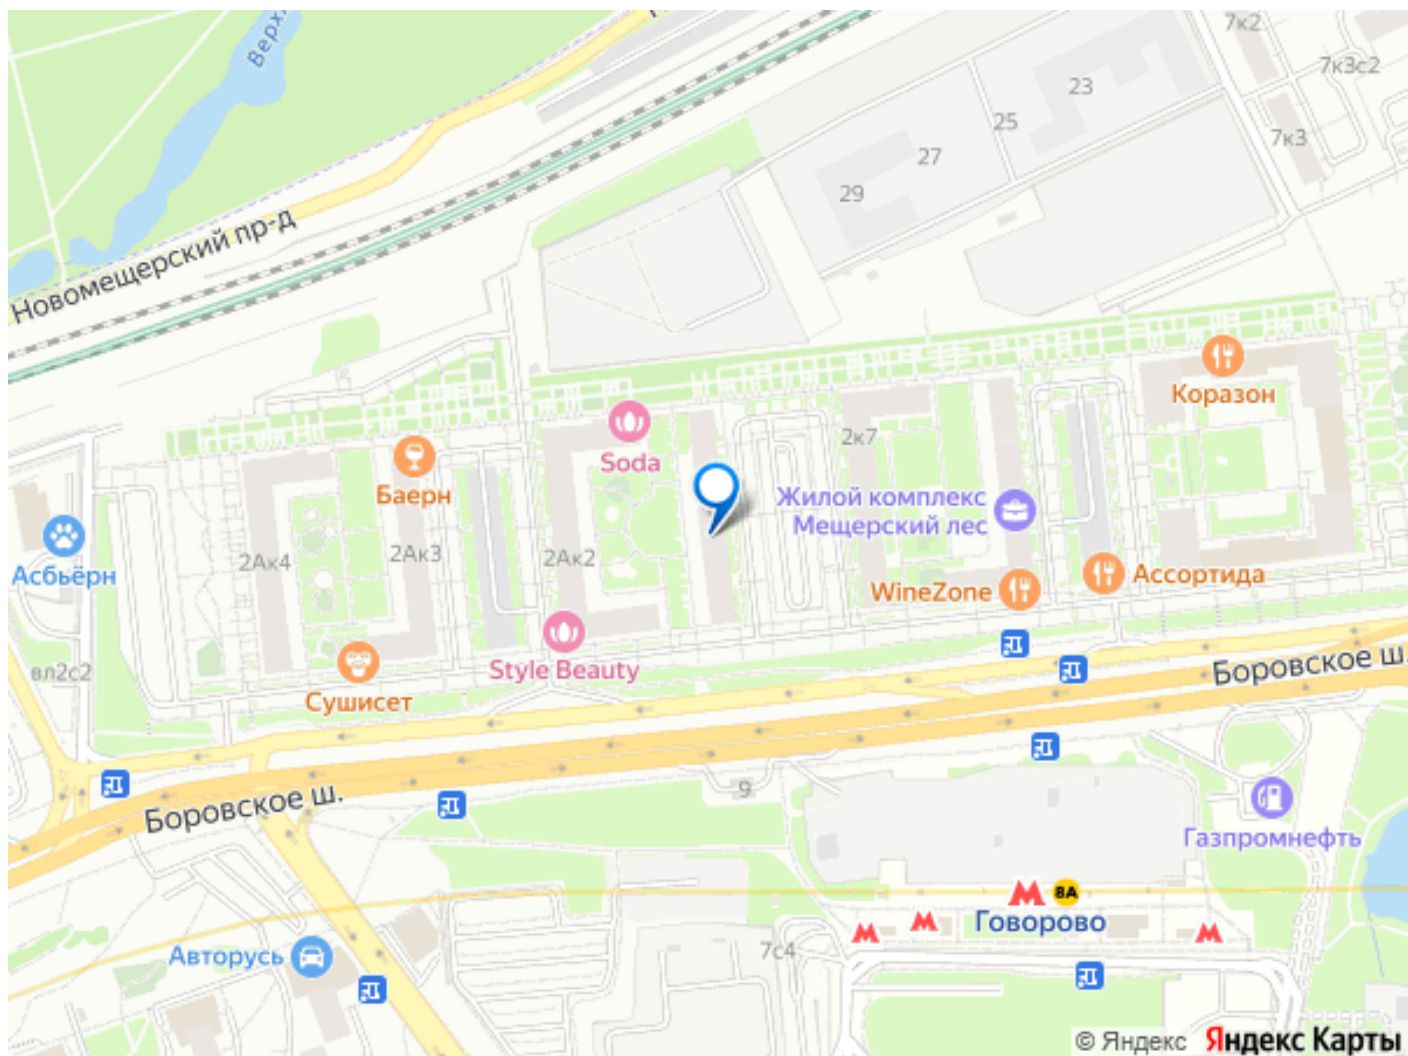 7к2
Верх
7к3с2
23
25
7к3
27
29
Новомещерский пр-д
Коразон
2к7
Soda
Баерн
Жилой комплекс
Мещерский лес
2Ак4
2Ак3
2Ак2
Асбьёрн
WineZone
Ассортида
вл2с2
Style Beauty
Сушисет
Боровское ш.
Боровское ш.
9
Газпромнефть
8А
Говорово
7с4
Авторусь
© Яндекс Яндекс Карты